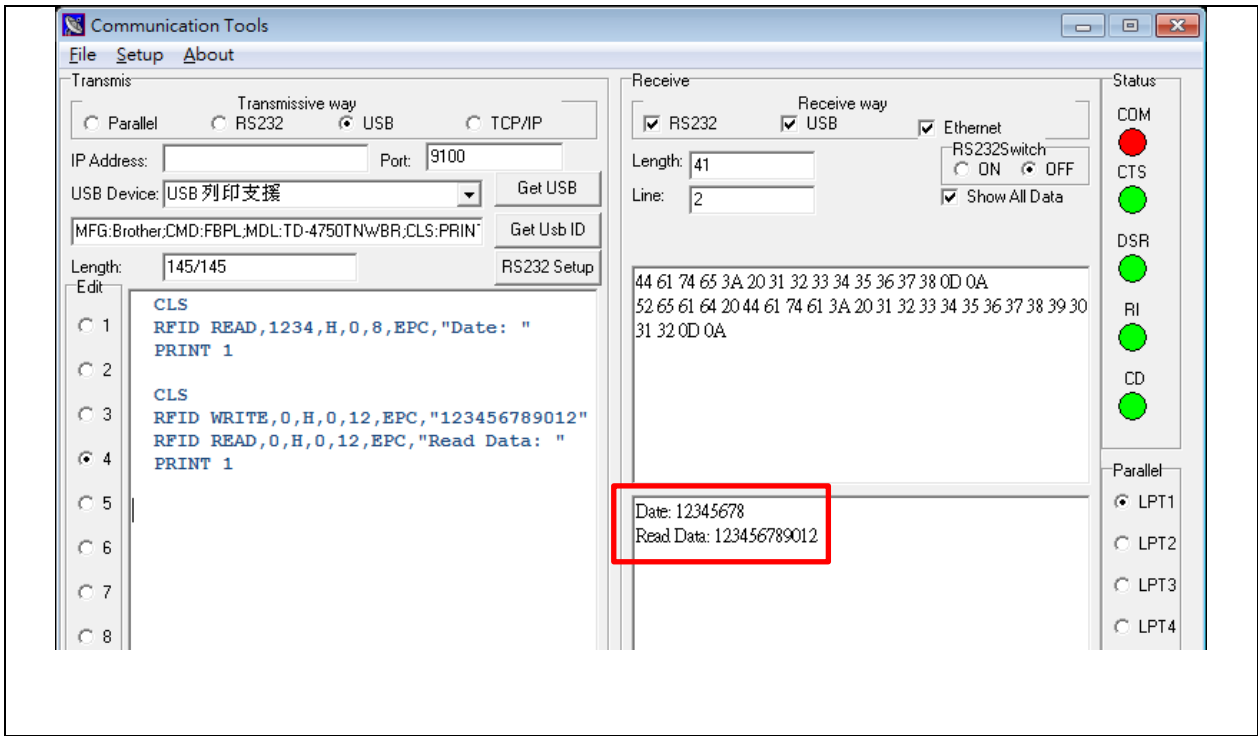 Communication Tools
File Setup About
Transmis
Transmissive way
Parallel RS232 USB TCP/IP
IP Address: Port: 9100
USB Device: USB 列印支援 Get USB
MFG:Brother;CMD:FBPL;MDL:TD-4750TNWBR;CLS:PRINT Get Usb ID
Length: 145/145 RS232 Setup
Edit
1
2
3
4
5
6
7
8
CLS
RFID READ,1234,H,0,8,EPC,"Date: "
PRINT 1
CLS
RFID WRITE,0,H,0,12,EPC,"123456789012"
RFID READ,0,H,0,12,EPC,"Read Data: "
PRINT 1
Receive
Receive way
RS232 USB Ethernet
Length: 41
RS232Switch
ON OFF
Line: 2
Show All Data
44 61 74 65 3A 20 31 32 33 34 35 36 37 38 0D 0A
52 65 61 64 20 44 61 74 61 3A 20 31 32 33 34 35 36 37 38 39 30
31 32 0D 0A
Date: 12345678
Read Data: 123456789012
Status
COM
CTS
DSR
RI
CD
Parallel
LPT1
LPT2
LPT3
LPT4